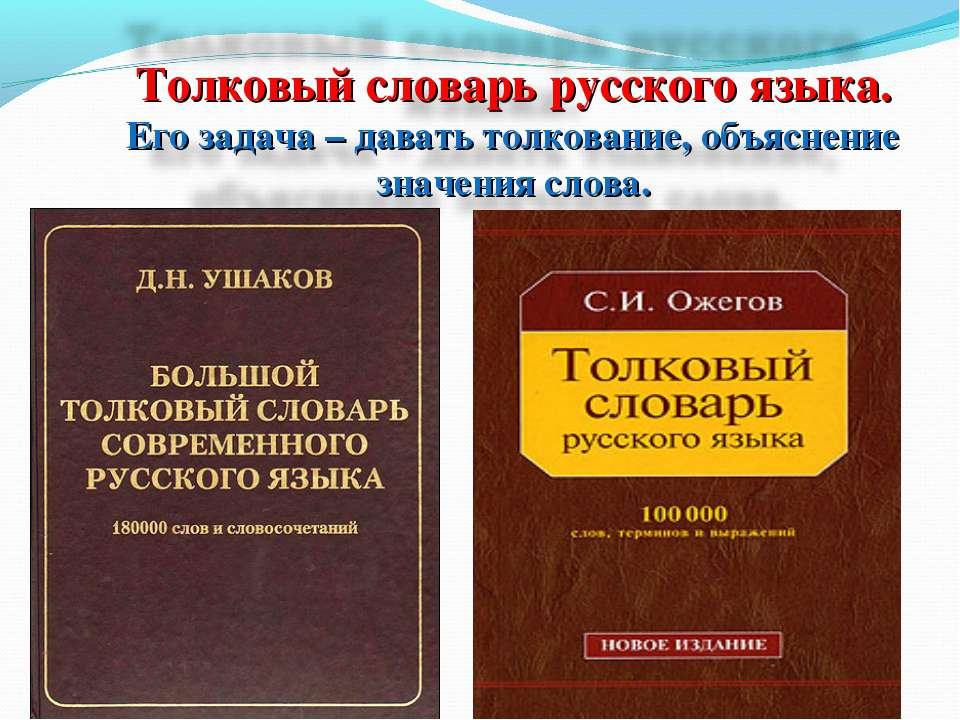 Толковый словарь русского языка.
Его задача – давать толкование, объяснение
значения слова.
Д.Н. УШАКОВ
БОЛЬШОЙ
ТОЛКОВЫЙ СЛОВАРЬ
СОВРЕМЕННОГО
РУССКОГО ЯЗЫКА
180000 слов и словосочетаний
С.И. Ожегов
Толковый
словарь
русского языка
100 000
слов, терминов и выражений
НОВОЕ ИЗДАНИЕ